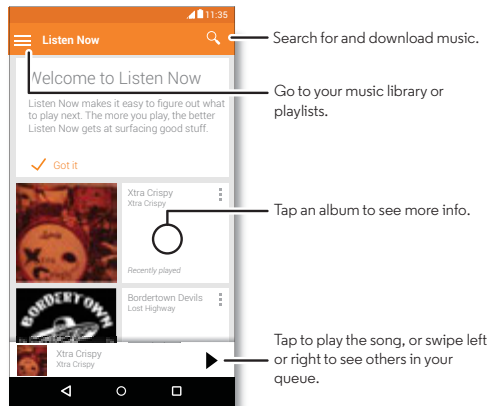 11:35
Listen Now
Search for and download music.
Welcome to Listen Now
Go to your music library or
playlists.
Listen Now makes it easy to figure out what
to play next. The more you play, the better
Listen Now gets at surfacing good stuff.
Got it
Xtra Crispy
Xtra Crispy
Tap an album to see more info.
Recently played
BORDERTOWN
Bordertown Devils
Lost Highway
Xtra Crispy
Xtra Crispy
Tap to play the song, or swipe left
or right to see others in your
queue.